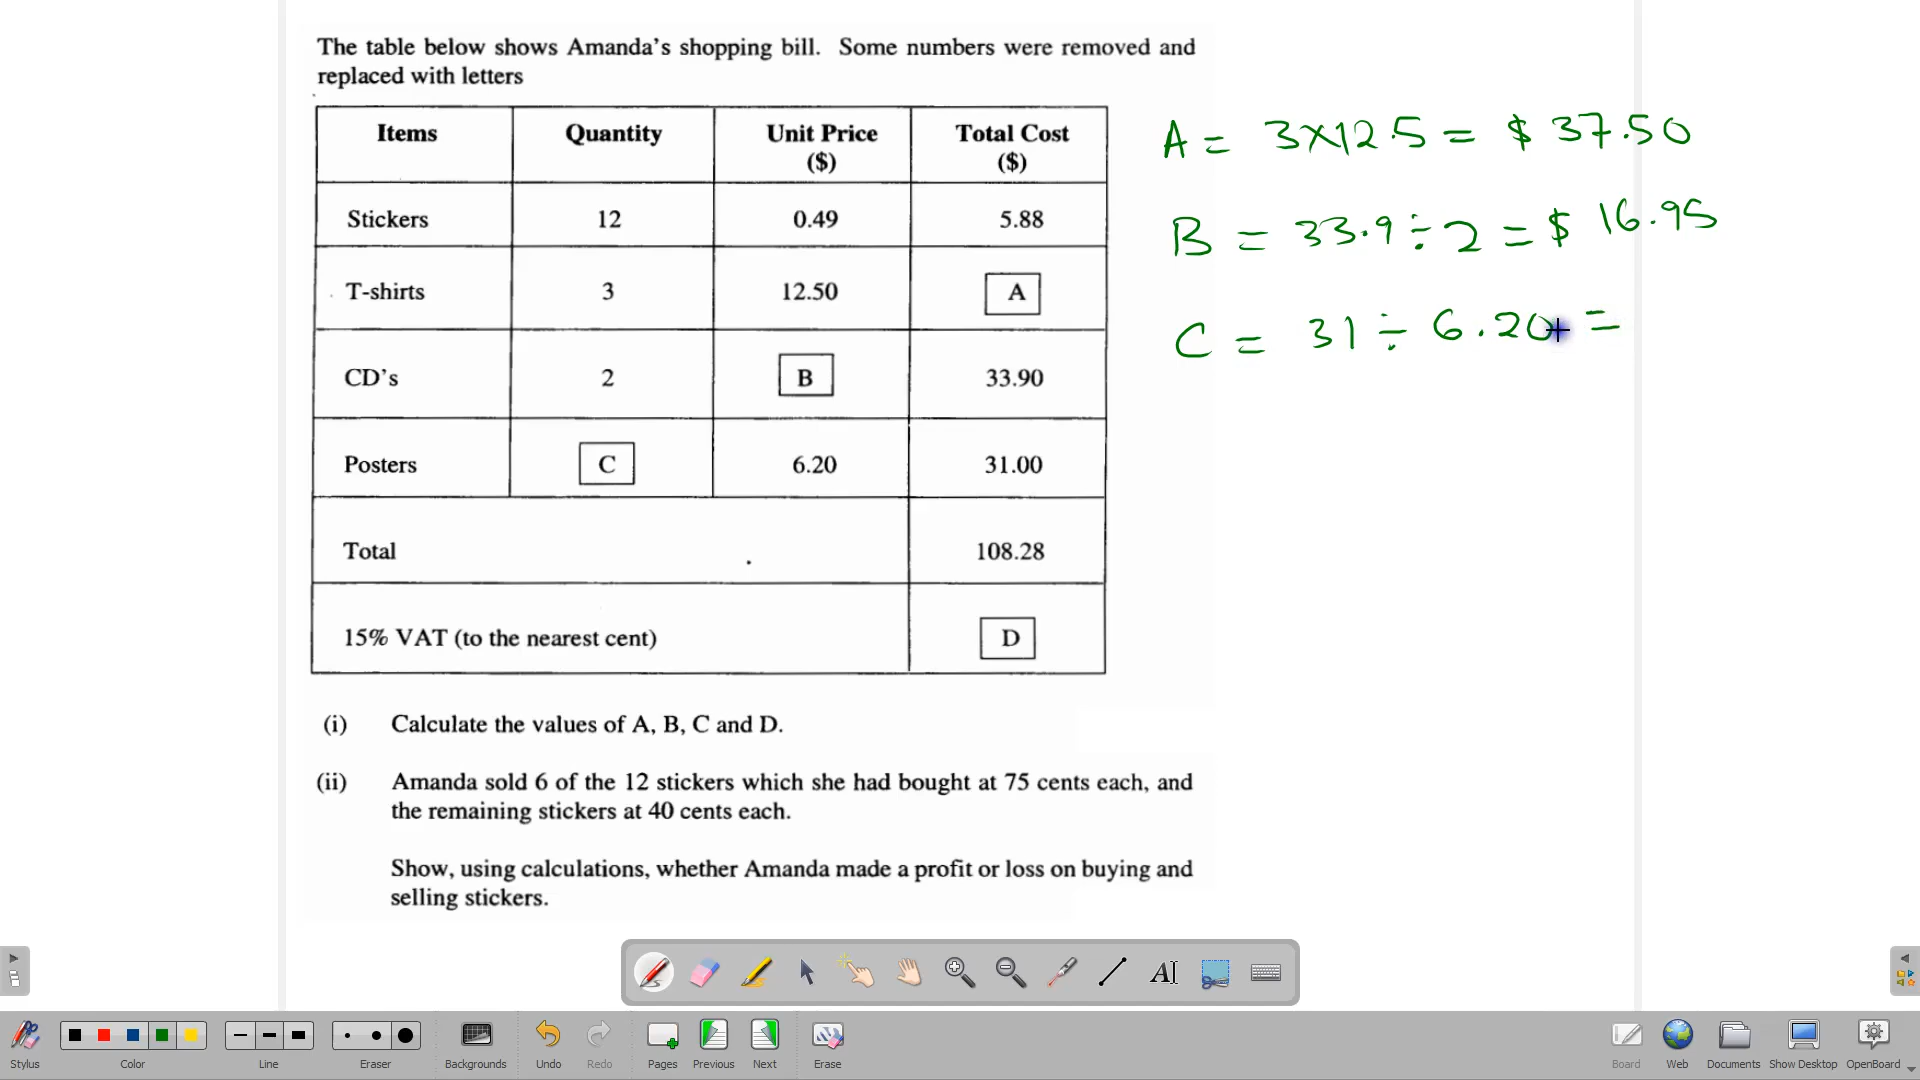 The table below shows Amanda's shopping bill. Some numbers were removed and
replaced with letters
Items Quantity Unit Price ($) Total Cost ($)
Stickers 12 0.49 5.88
T-shirts 3 12.50 A
CD's 2 B 33.90
Posters C 6.20 31.00
Total 108.28
15% VAT (to the nearest cent) D
(i) Calculate the values of A, B, C and D.
(ii) Amanda sold 6 of the 12 stickers which she had bought at 75 cents each, and
the remaining stickers at 40 cents each.
Show, using calculations, whether Amanda made a profit or loss on buying and
selling stickers.
A = 3×12.5 = $ 37.50
B = 33.9 ÷ 2 = $ 16.95
C = 31 ÷ 6.20 =
AI
Stylus Color Line Eraser Backgrounds Undo Redo Pages Previous Next Erase Board Web Documents Show Desktop OpenBoard